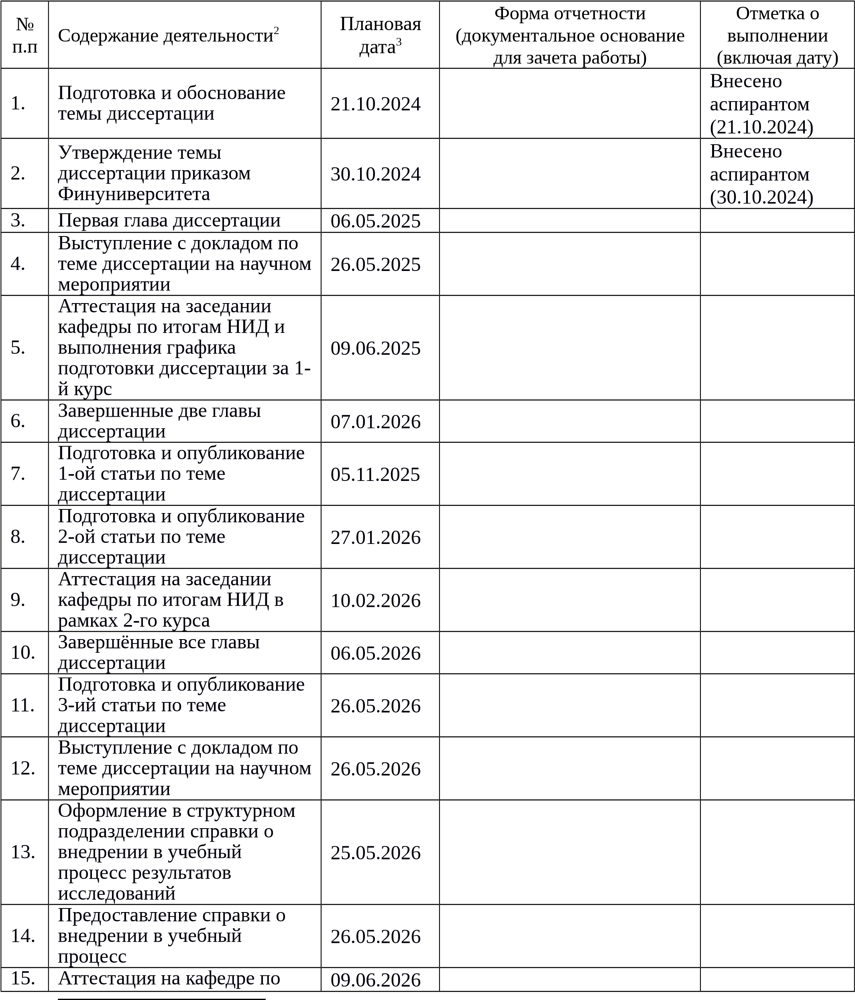 №
п.п
Содержание деятельности2
Плановая
дата3
Форма отчетности
(документальное основание
для зачета работы)
Отметка о
выполнении
(включая дату)
1.
Подготовка и обоснование
темы диссертации
21.10.2024
Внесено
аспирантом
(21.10.2024)
2.
Утверждение темы
диссертации приказом
Финуниверситета
30.10.2024
Внесено
аспирантом
(30.10.2024)
3.
Первая глава диссертации
06.05.2025
4.
Выступление с докладом по
теме диссертации на научном
мероприятии
26.05.2025
5.
Аттестация на заседании
кафедры по итогам НИД и
выполнения графика
подготовки диссертации за 1-
й курс
09.06.2025
6.
Завершенные две главы
диссертации
07.01.2026
7.
Подготовка и опубликование
1-ой статьи по теме
диссертации
05.11.2025
8.
Подготовка и опубликование
2-ой статьи по теме
диссертации
27.01.2026
9.
Аттестация на заседании
кафедры по итогам НИД в
рамках 2-го курса
10.02.2026
10.
Завершённые все главы
диссертации
06.05.2026
11.
Подготовка и опубликование
3-ий статьи по теме
диссертации
26.05.2026
12.
Выступление с докладом по
теме диссертации на научном
мероприятии
26.05.2026
13.
Оформление в структурном
подразделении справки о
внедрении в учебный
процесс результатов
исследований
25.05.2026
14.
Предоставление справки о
внедрении в учебный
процесс
26.05.2026
15.
Аттестация на кафедре по
09.06.2026